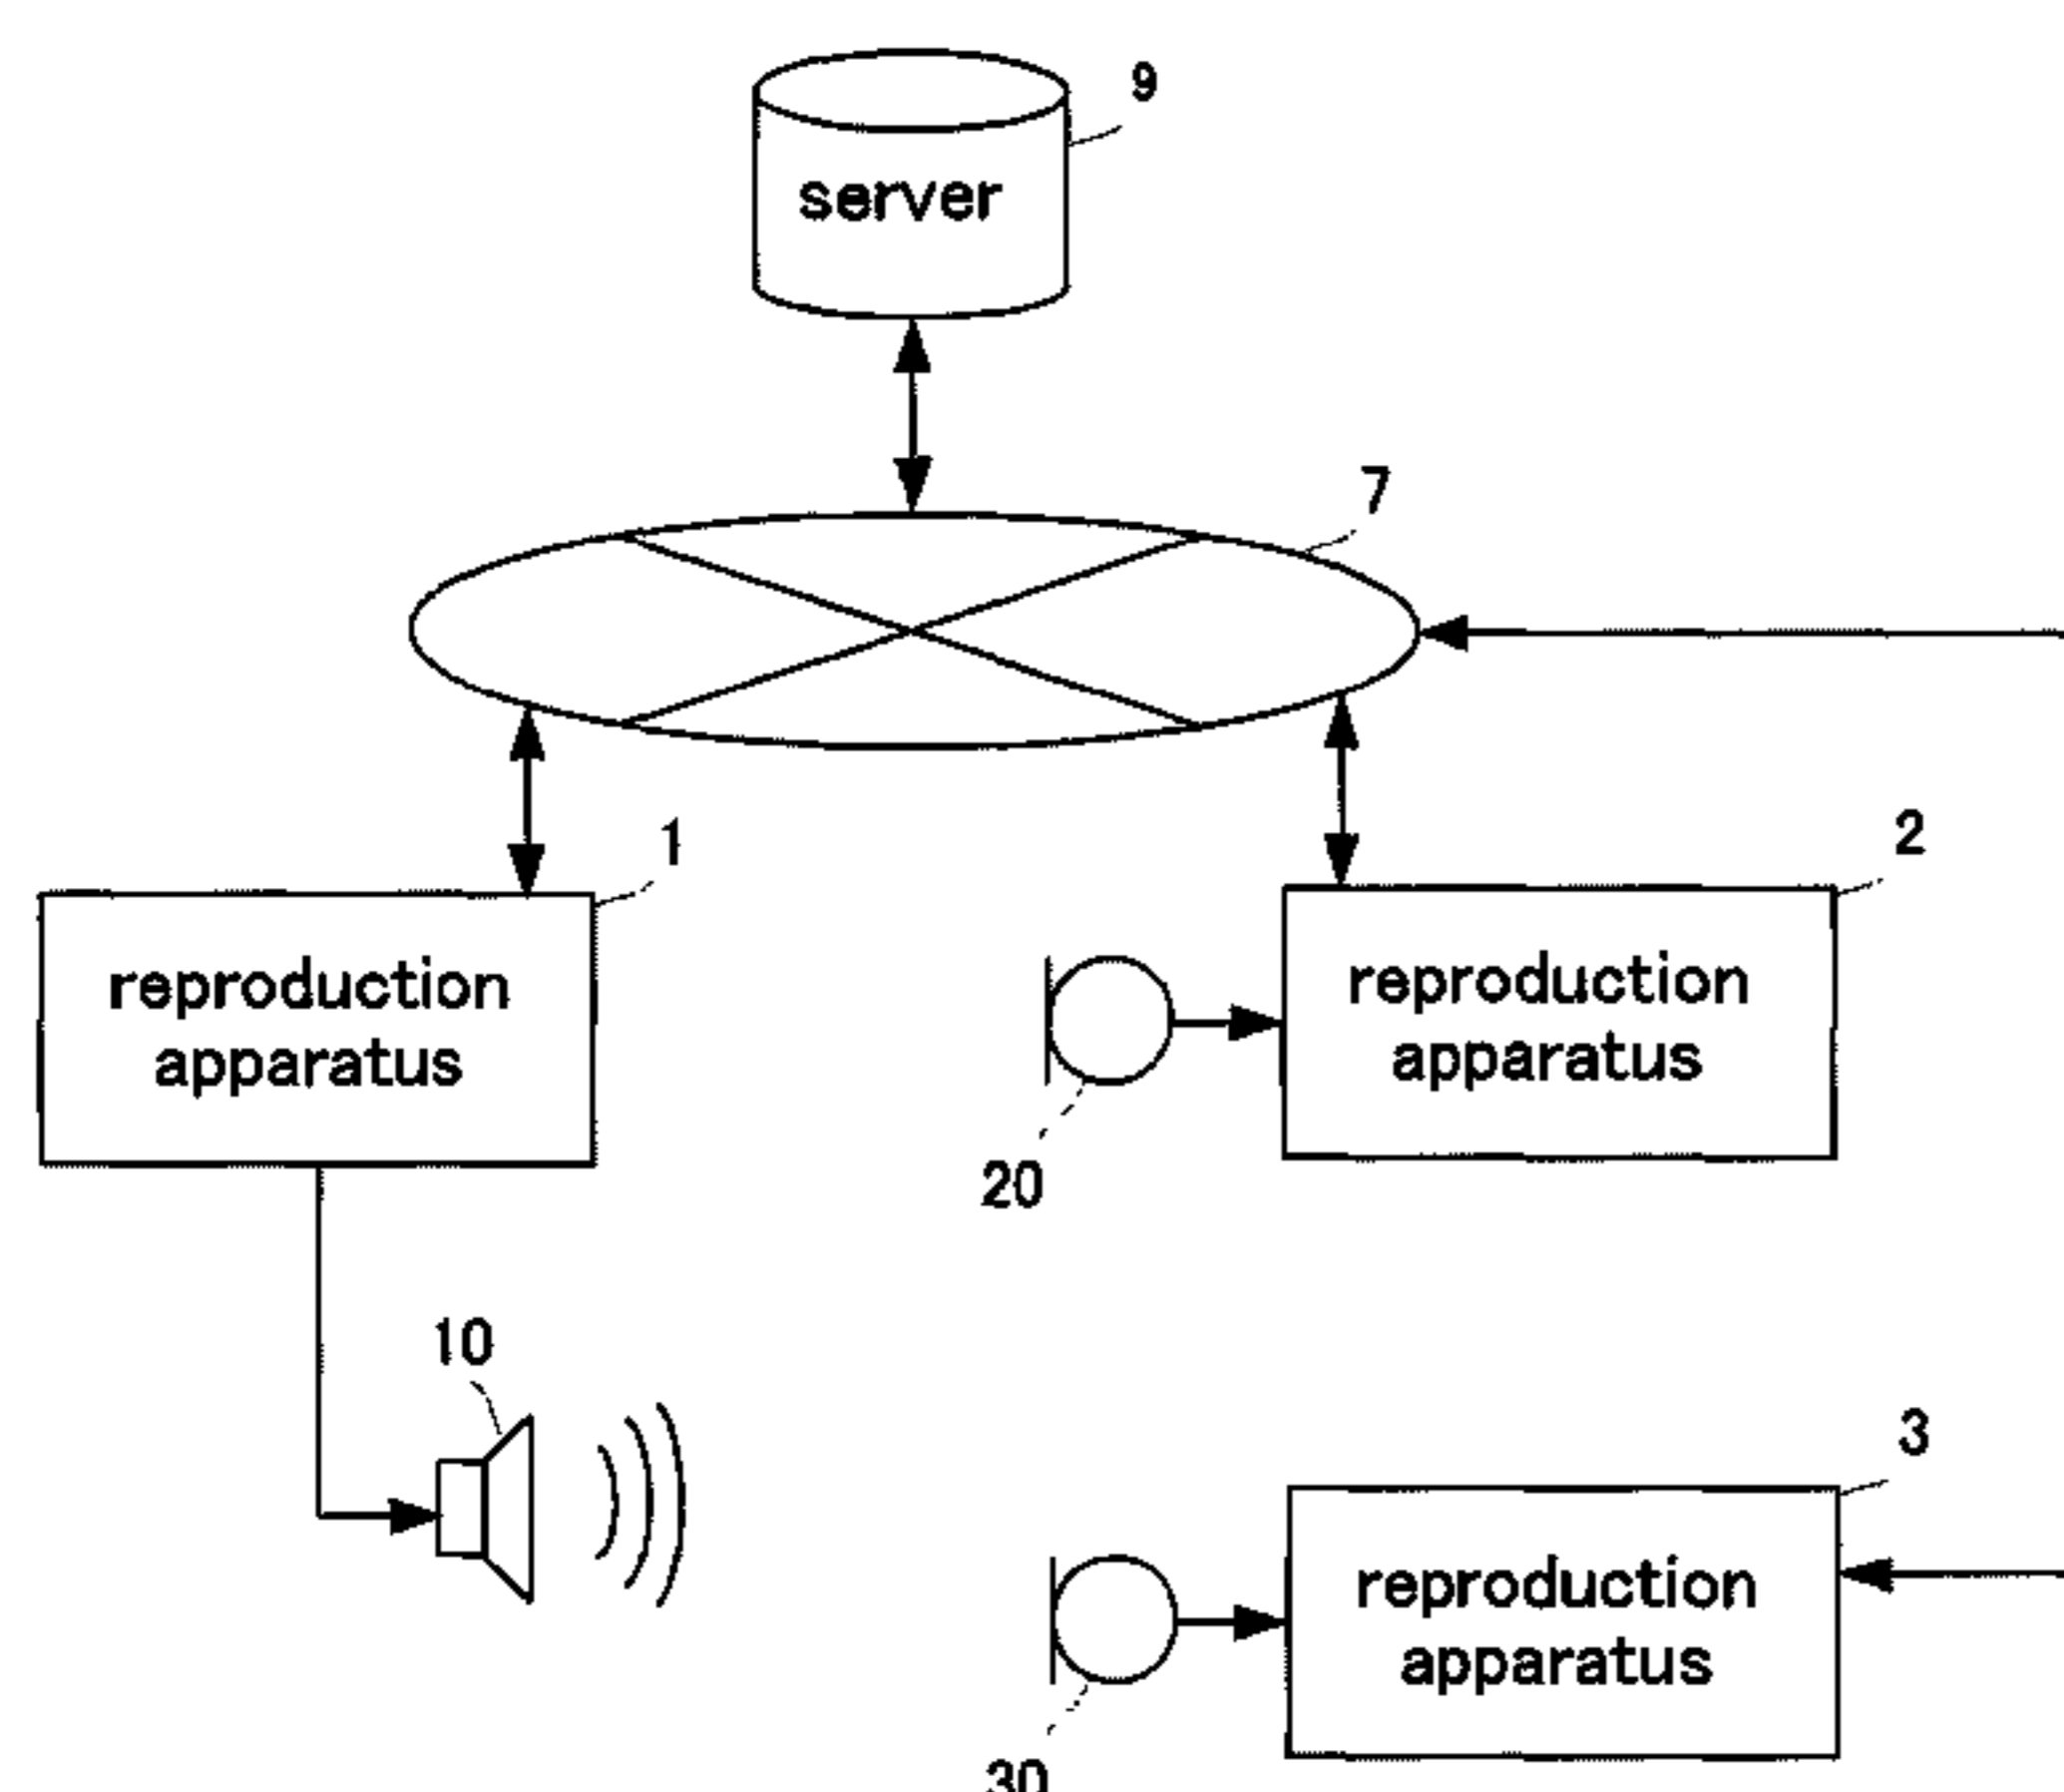 9
server
7
1
2
reproduction
apparatus
reproduction
apparatus
20
10
3
reproduction
apparatus
30